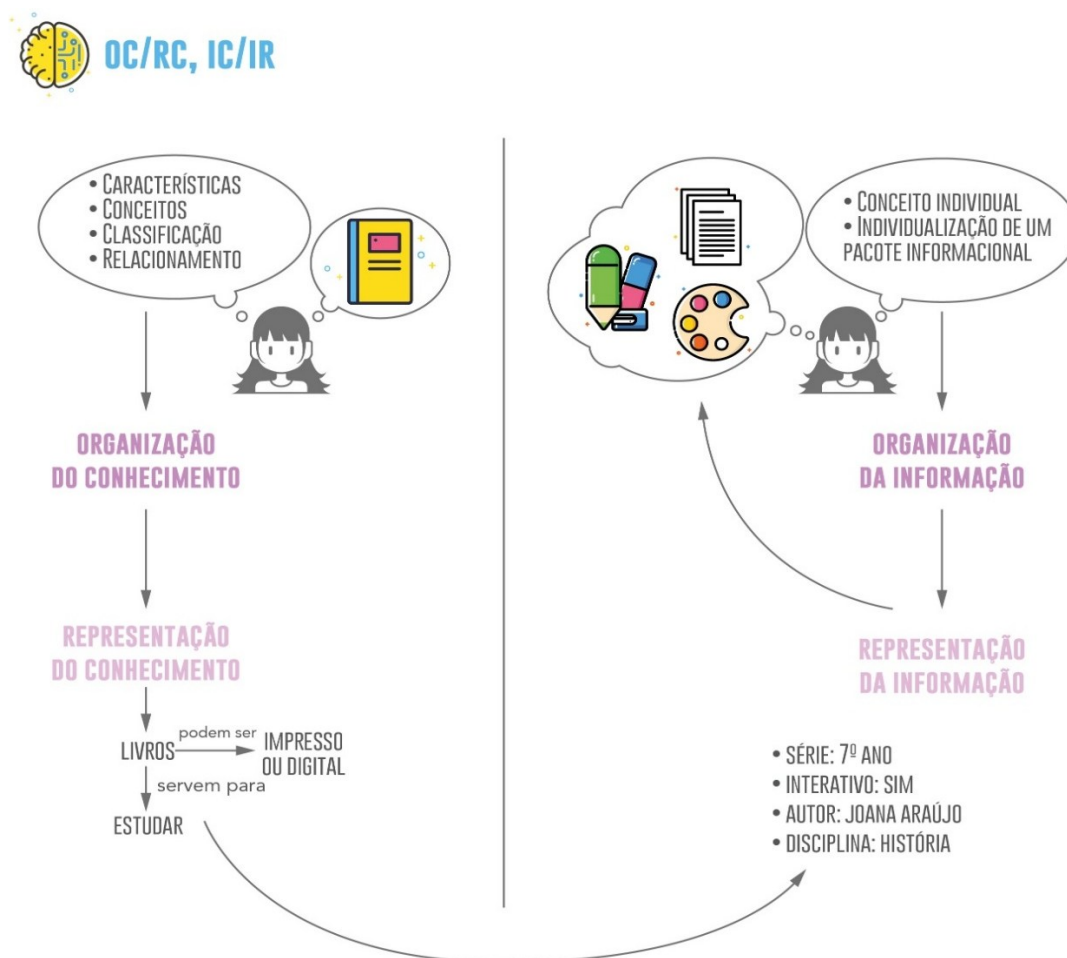 OC/RC, IC/IR
• CARACTERÍSTICAS
• CONCEITOS
• CLASSIFICAÇÃO
• RELACIONAMENTO
ORGANIZAÇÃO
DO CONHECIMENTO
REPRESENTAÇÃO
DO CONHECIMENTO
LIVROS
podem ser
IMPRESSO
OU DIGITAL
servem para
ESTUDAR
• CONCEITO INDIVIDUAL
• INDIVIDUALIZAÇÃO DE UM
PACOTE INFORMACIONAL
ORGANIZAÇÃO
DA INFORMAÇÃO
REPRESENTAÇÃO
DA INFORMAÇÃO
• SÉRIE: 7º ANO
• INTERATIVO: SIM
• AUTOR: JOANA ARAÚJO
• DISCIPLINA: HISTÓRIA